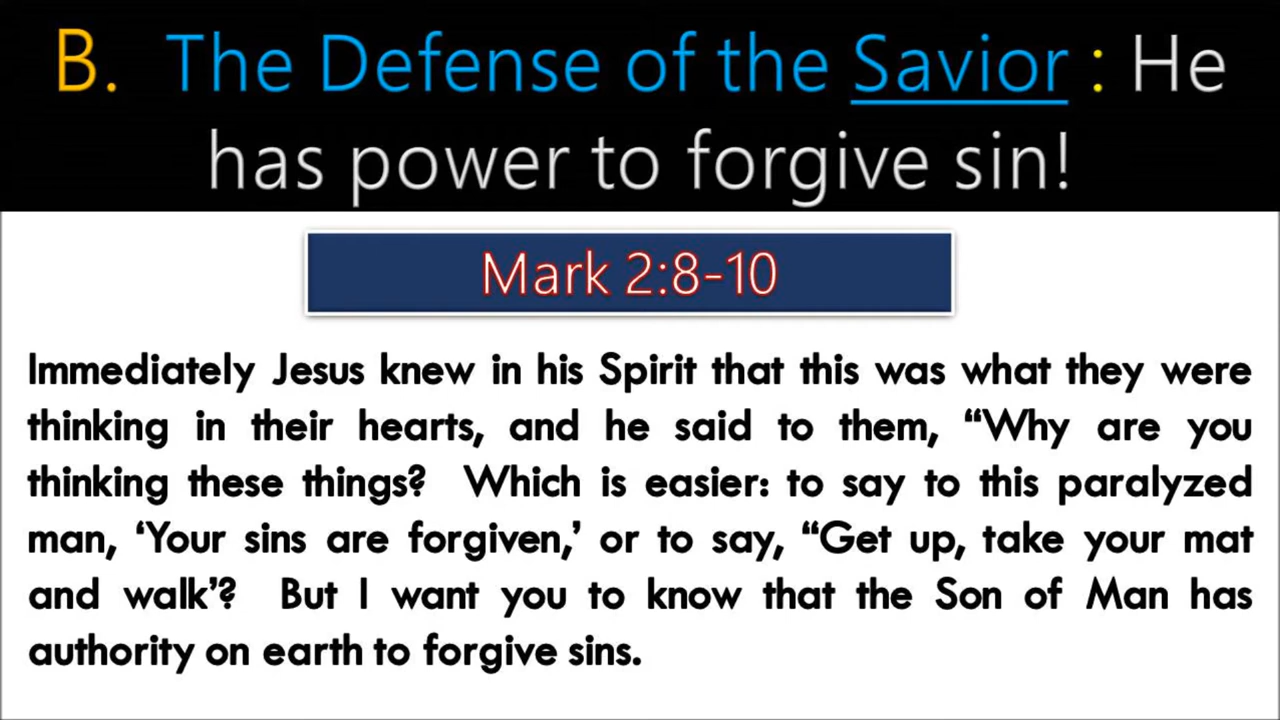 B. The Defense of the Savior : He
has power to forgive sin!
Mark 2:8-10
Immediately Jesus knew in his Spirit that this was what they were
thinking in their hearts, and he said to them, “Why are you
thinking these things? Which is easier: to say to this paralyzed
man, ‘Your sins are forgiven,’ or to say, “Get up, take your mat
and walk’? But I want you to know that the Son of Man has
authority on earth to forgive sins.